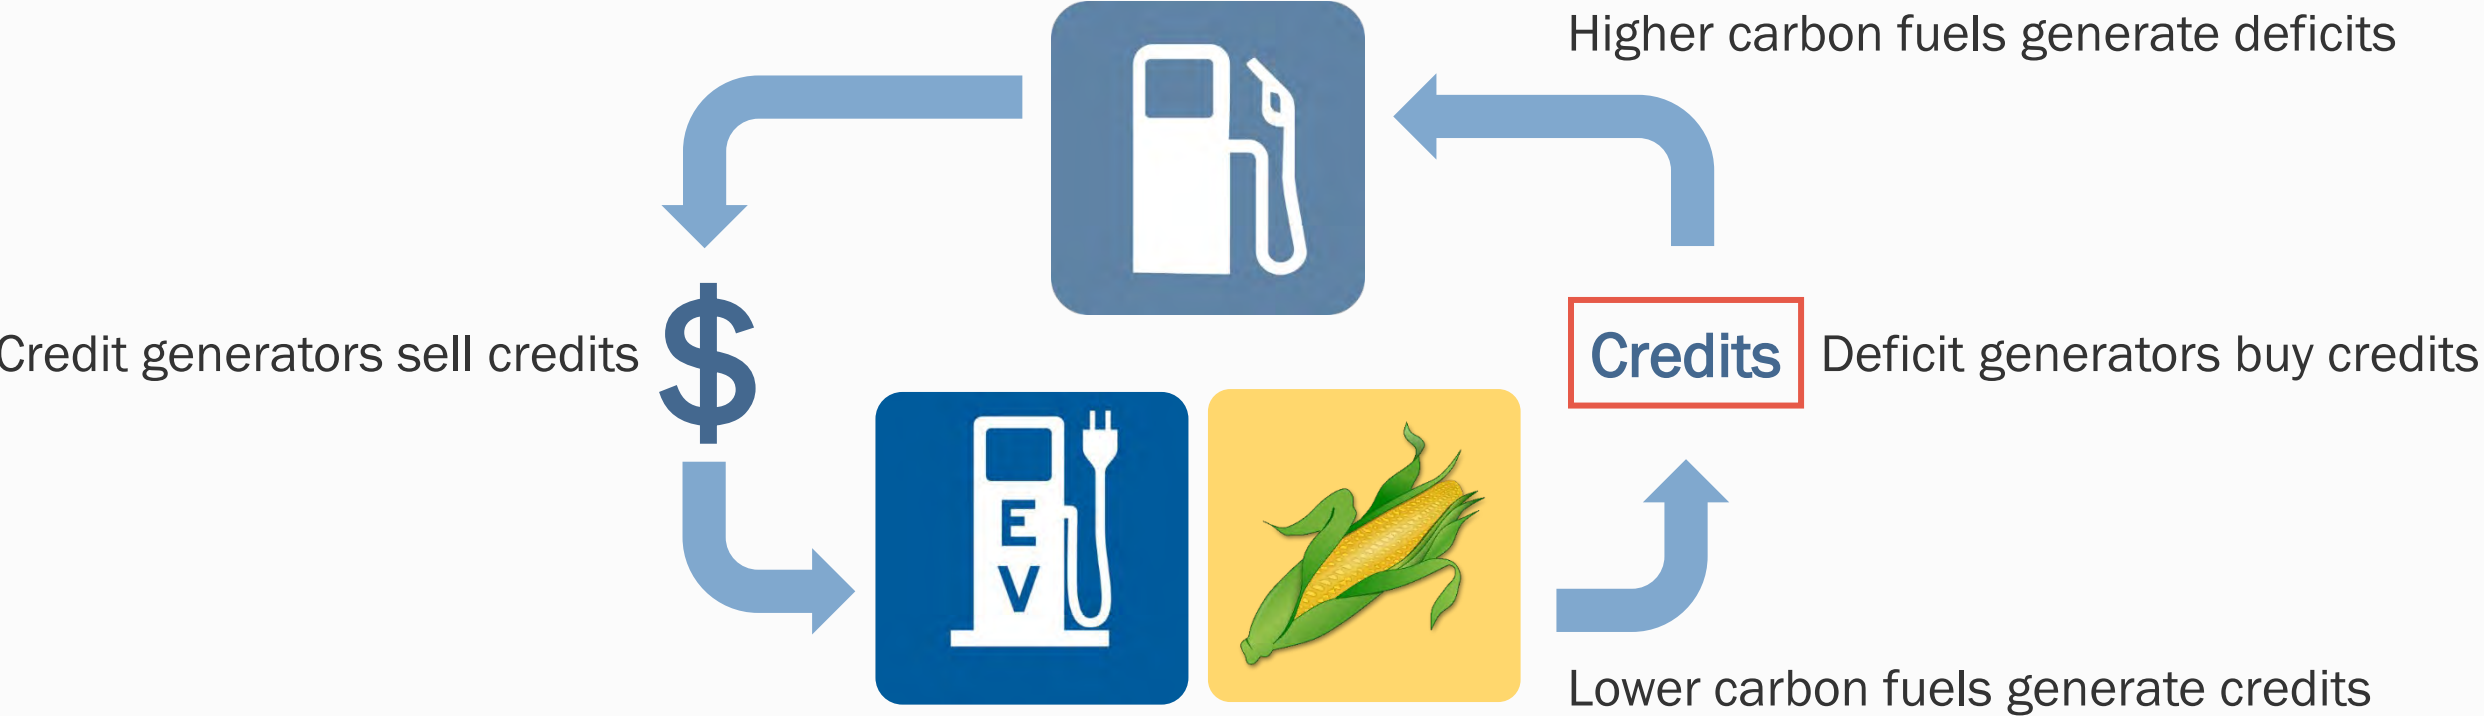 Higher carbon fuels generate deficits
Credit generators sell credits
$
Credits
Deficit generators buy credits
E
V
Lower carbon fuels generate credits